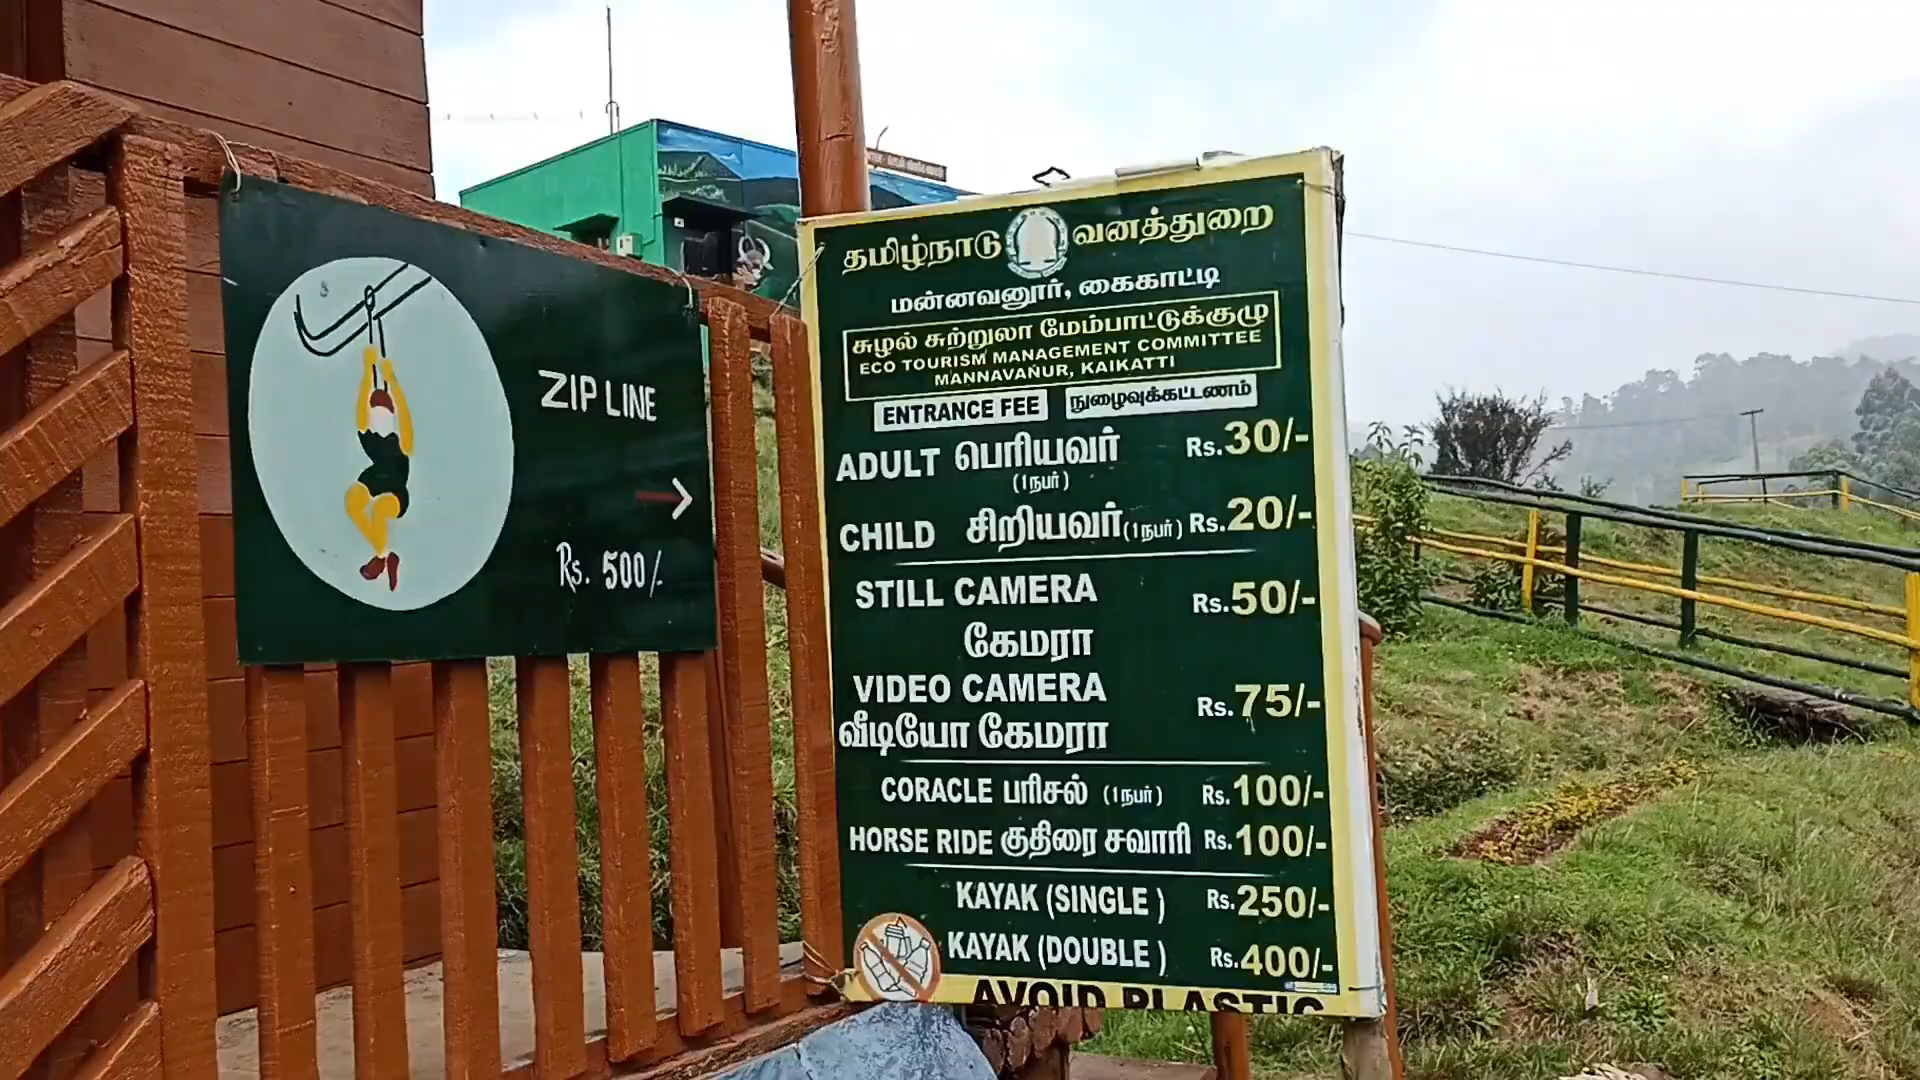 ZIP LINE
Rs. 500/-
தமிழ்நாடு வனத்துறை
மன்னவனூர், கைகாட்டி
சுழல் சுற்றுலா மேம்பாட்டுக்குழு
ECO TOURISM MANAGEMENT COMMITTEE
MANNAVANUR, KAIKATTI
ENTRANCE FEE நுழைவுக்கட்டணம்
ADULT பெரியவர் Rs.30/-
(1நபர்)
CHILD சிறியவர்(1நபர்) Rs.20/-
STILL CAMERA Rs.50/-
கேமரா
VIDEO CAMERA Rs.75/-
வீடியோ கேமரா
CORACLE பரிசல் (1நபர்) Rs.100/-
HORSE RIDE குதிரை சவாரி Rs.100/-
KAYAK (SINGLE) Rs.250/-
KAYAK (DOUBLE) Rs.400/-
AVOID PLASTIC